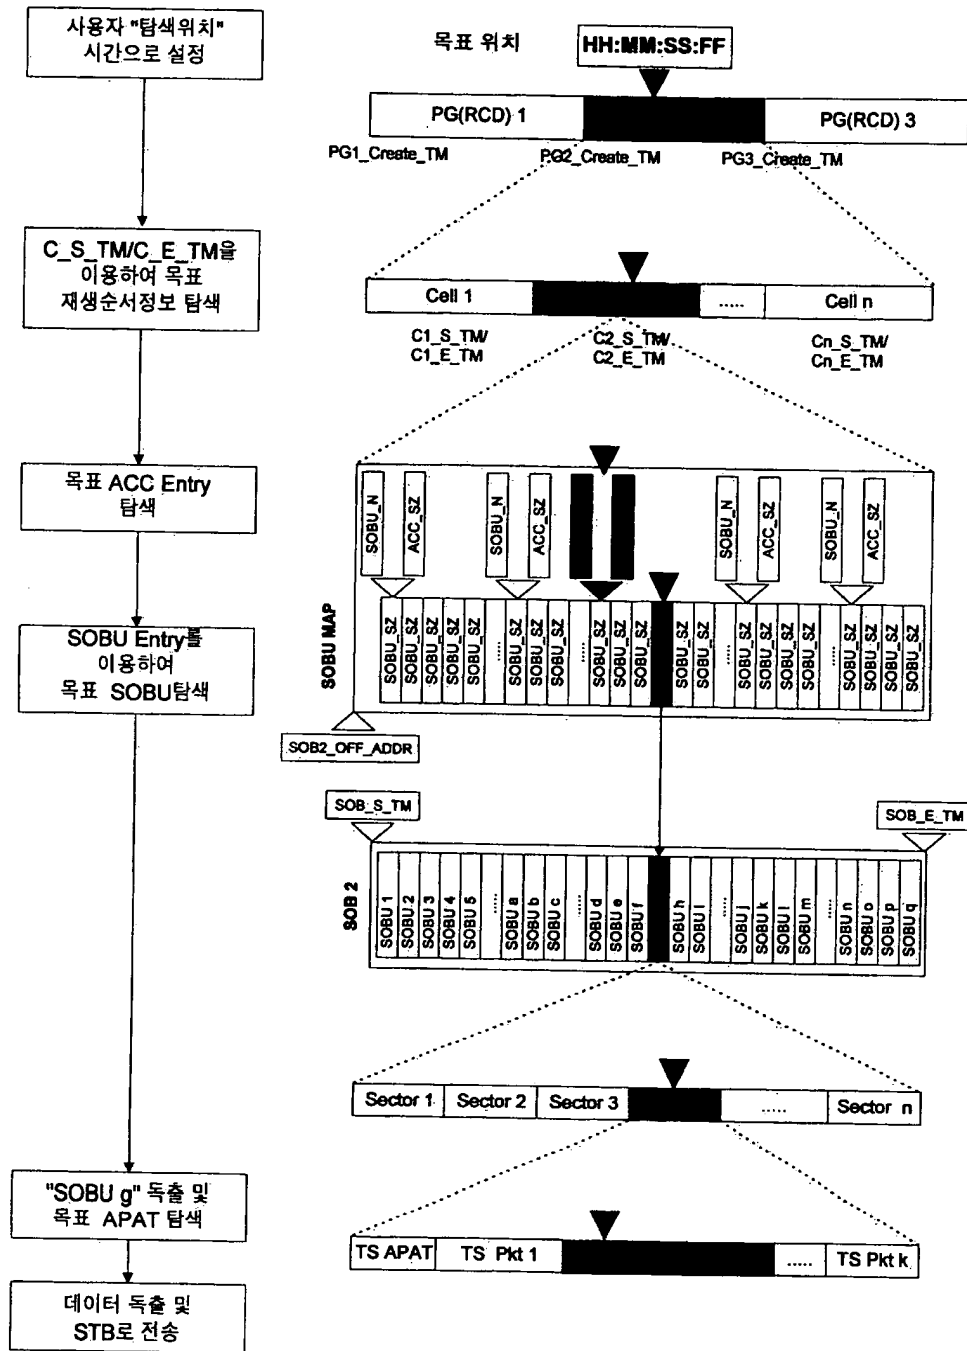 사용자 "탐색위치"
시간으로 설정
목표 위치
HH:MM:SS:FF
PG(RCD) 1
PG(RCD) 3
PG1_Create_TM
PG2_Create_TM
PG3_Create_TM
C_S_TM/C_E_TM을
이용하여 목표
재생순서정보 탐색
Cell 1
.....
Cell n
C1_S_TM/
C1_E_TM
C2_S_TM/
C2_E_TM
Cn_S_TM/
Cn_E_TM
목표 ACC Entry
탐색
SOBU_N
ACC_SZ
SOBU_N
ACC_SZ
SOBU_N
ACC_SZ
SOBU_N
ACC_SZ
SOBU Entry를
이용하여
목표 SOBU탐색
SOBU MAP
SOBU_SZ
SOBU_SZ
SOBU_SZ
SOBU_SZ
SOBU_SZ
.....
SOBU_SZ
SOBU_SZ
SOBU_SZ
.....
SOBU_SZ
SOBU_SZ
SOBU_SZ
SOBU_SZ
SOBU_SZ
.....
SOBU_SZ
SOBU_SZ
SOBU_SZ
SOBU_SZ
.....
SOBU_SZ
SOBU_SZ
SOBU_SZ
SOBU_SZ
SOB2_OFF_ADDR
SOB_S_TM
SOB_E_TM
SOB 2
SOBU 1
SOBU 2
SOBU 3
SOBU 4
SOBU 5
.....
SOBU a
SOBU b
SOBU c
.....
SOBU d
SOBU e
SOBU f
SOBU h
SOBU i
.....
SOBU j
SOBU k
SOBU l
SOBU m
.....
SOBU n
SOBU o
SOBU p
SOBU q
Sector 1
Sector 2
Sector 3
.....
Sector n
"SOBU g" 독출 및
목표 APAT 탐색
TS APAT
TS Pkt 1
.....
TS Pkt k
데이터 독출 및
STB로 전송